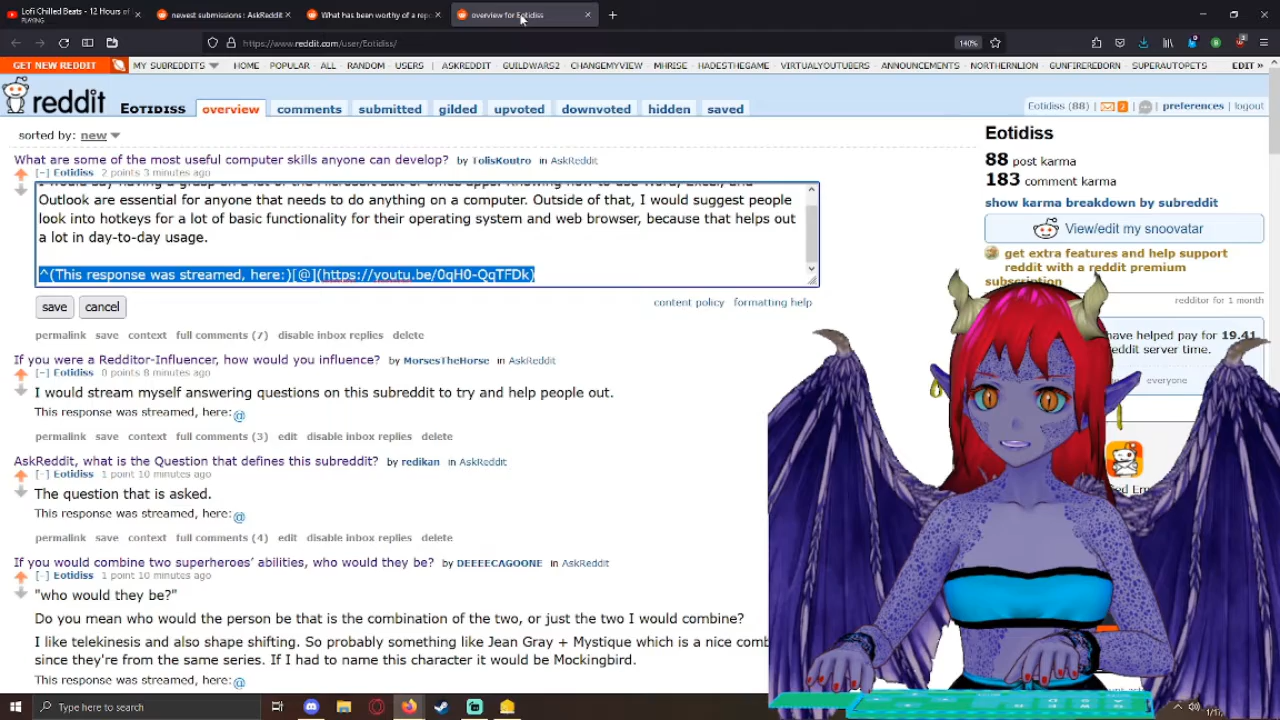 Lofi Chilled Beats - 12 Hours of
PLAYING
newest submissions : AskReddit
What has been worthy of a rep
overview for Eotidiss
https://www.reddit.com/user/Eotidiss/
140%
GET NEW REDDIT
MY SUBREDDITS
HOME - POPULAR - ALL - RANDOM - USERS | ASKREDDIT - GUILDWARS2 - CHANGEMYVIEW - MHRISE - HADESTHEGAME - VIRTUALYOUTUBERS - ANNOUNCEMENTS - NORTHERNLION - GUNFIREREBORN - SUPERAUTOPETS
EDIT »
reddit EOTIDISS overview comments submitted gilded upvoted downvoted hidden saved
Eotidiss (88) | 2 | | preferences | logout
sorted by: new
What are some of the most useful computer skills anyone can develop? by TolisKoutro in AskReddit
[–] Eotidiss 2 points 3 minutes ago
Outlook are essential for anyone that needs to do anything on a computer. Outside of that, I would suggest people
look into hotkeys for a lot of basic functionality for their operating system and web browser, because that helps out
a lot in day-to-day usage.
^(This response was streamed, here:)[@](https://youtu.be/0qH0-QqTFDk)
save cancel
content policy formatting help
permalink save context full comments (7) disable inbox replies delete
If you were a Redditor-Influencer, how would you influence? by MorsesTheHorse in AskReddit
[–] Eotidiss 0 points 8 minutes ago
I would stream myself answering questions on this subreddit to try and help people out.
This response was streamed, here:@
permalink save context full comments (3) edit disable inbox replies delete
AskReddit, what is the Question that defines this subreddit? by redikan in AskReddit
[–] Eotidiss 1 point 10 minutes ago
The question that is asked.
This response was streamed, here:@
permalink save context full comments (4) edit disable inbox replies delete
If you would combine two superheroes' abilities, who would they be? by DEEEECAGOONE in AskReddit
[–] Eotidiss 1 point 10 minutes ago
"who would they be?"
Do you mean who would the person be that is the combination of the two, or just the two I would combine?
I like telekinesis and also shape shifting. So probably something like Jean Gray + Mystique which is a nice comb
since they're from the same series. If I had to name this character it would be Mockingbird.
This response was streamed, here:@
Eotidiss
88 post karma
183 comment karma
show karma breakdown by subreddit
View/edit my snoovatar
get extra features and help support
reddit with a reddit premium
subscription
redditor for 1 month
have helped pay for 19.41
reddit server time.
everyone
Type here to search